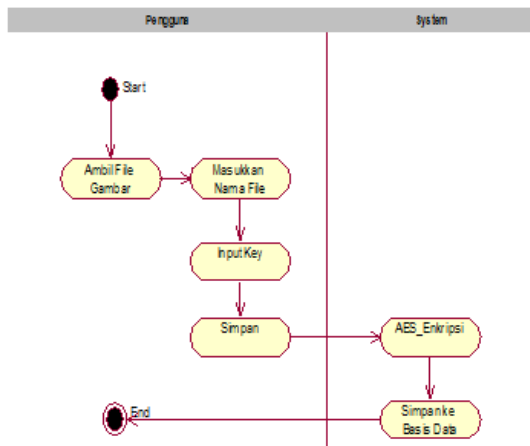 Pengguna
System
Start
Ambil File
Gambar
Masukkan
Nama File
Input Key
Simpan
AES_Enkripsi
Simpan ke
Basis Data
End